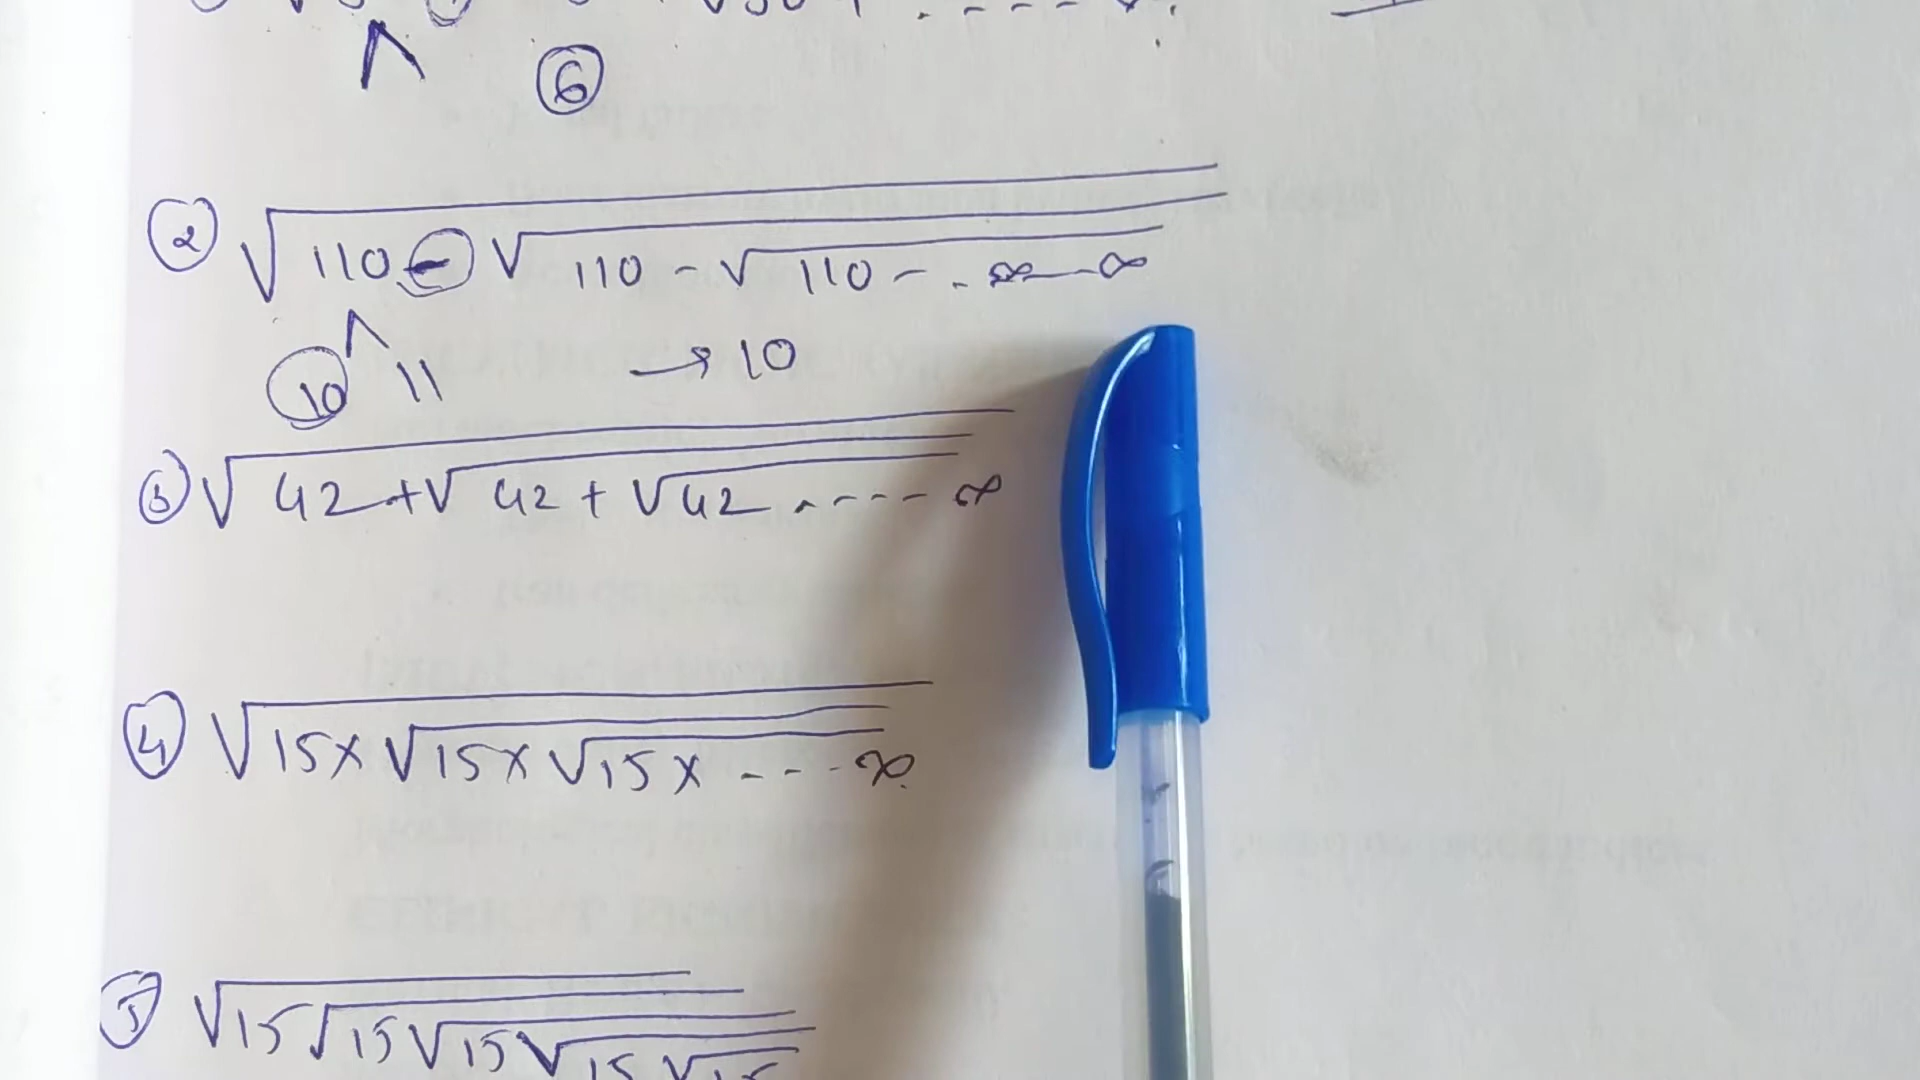 6
② √110 - √110 - √110 - . ∞ — ∞
10 11 → 10
③ √42 + √42 + √42 . - - - - ∞
④ √15 x √15 x √15 x - - - ∞.
⑤ √15 √15 √15 √15 √15